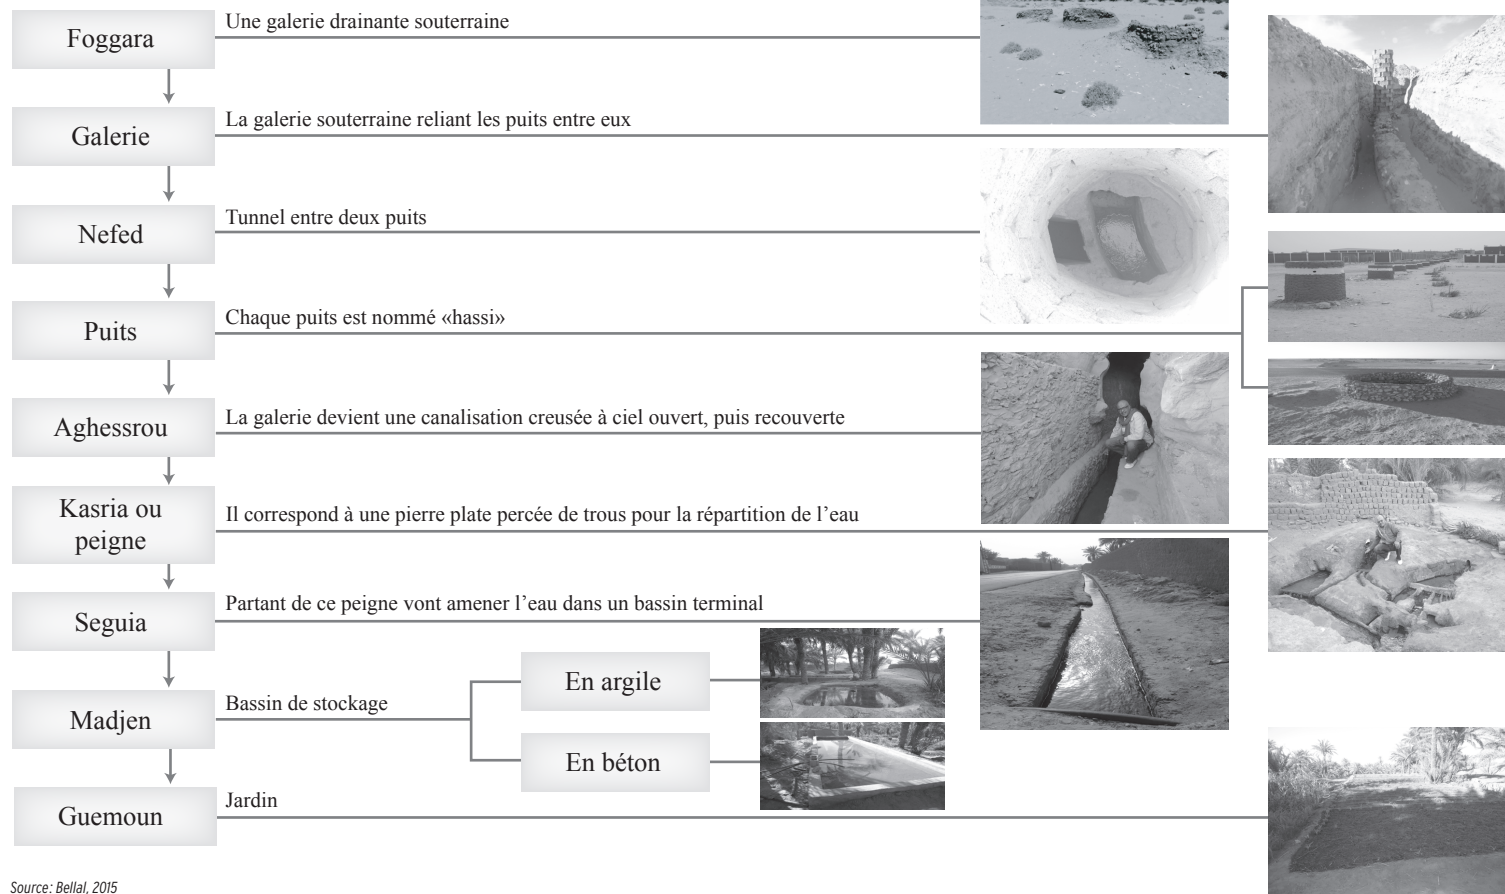 Foggara
Une galerie drainante souterraine
Galerie
La galerie souterraine reliant les puits entre eux
Nefed
Tunnel entre deux puits
Puits
Chaque puits est nommé «hassi»
Aghessrou
La galerie devient une canalisation creusée à ciel ouvert, puis recouverte
Kasria ou
peigne
Il correspond à une pierre plate percée de trous pour la répartition de l’eau
Seguia
Partant de ce peigne vont amener l’eau dans un bassin terminal
Madjen
Bassin de stockage
En argile
En béton
Guemoun
Jardin
Source: Bellal, 2015